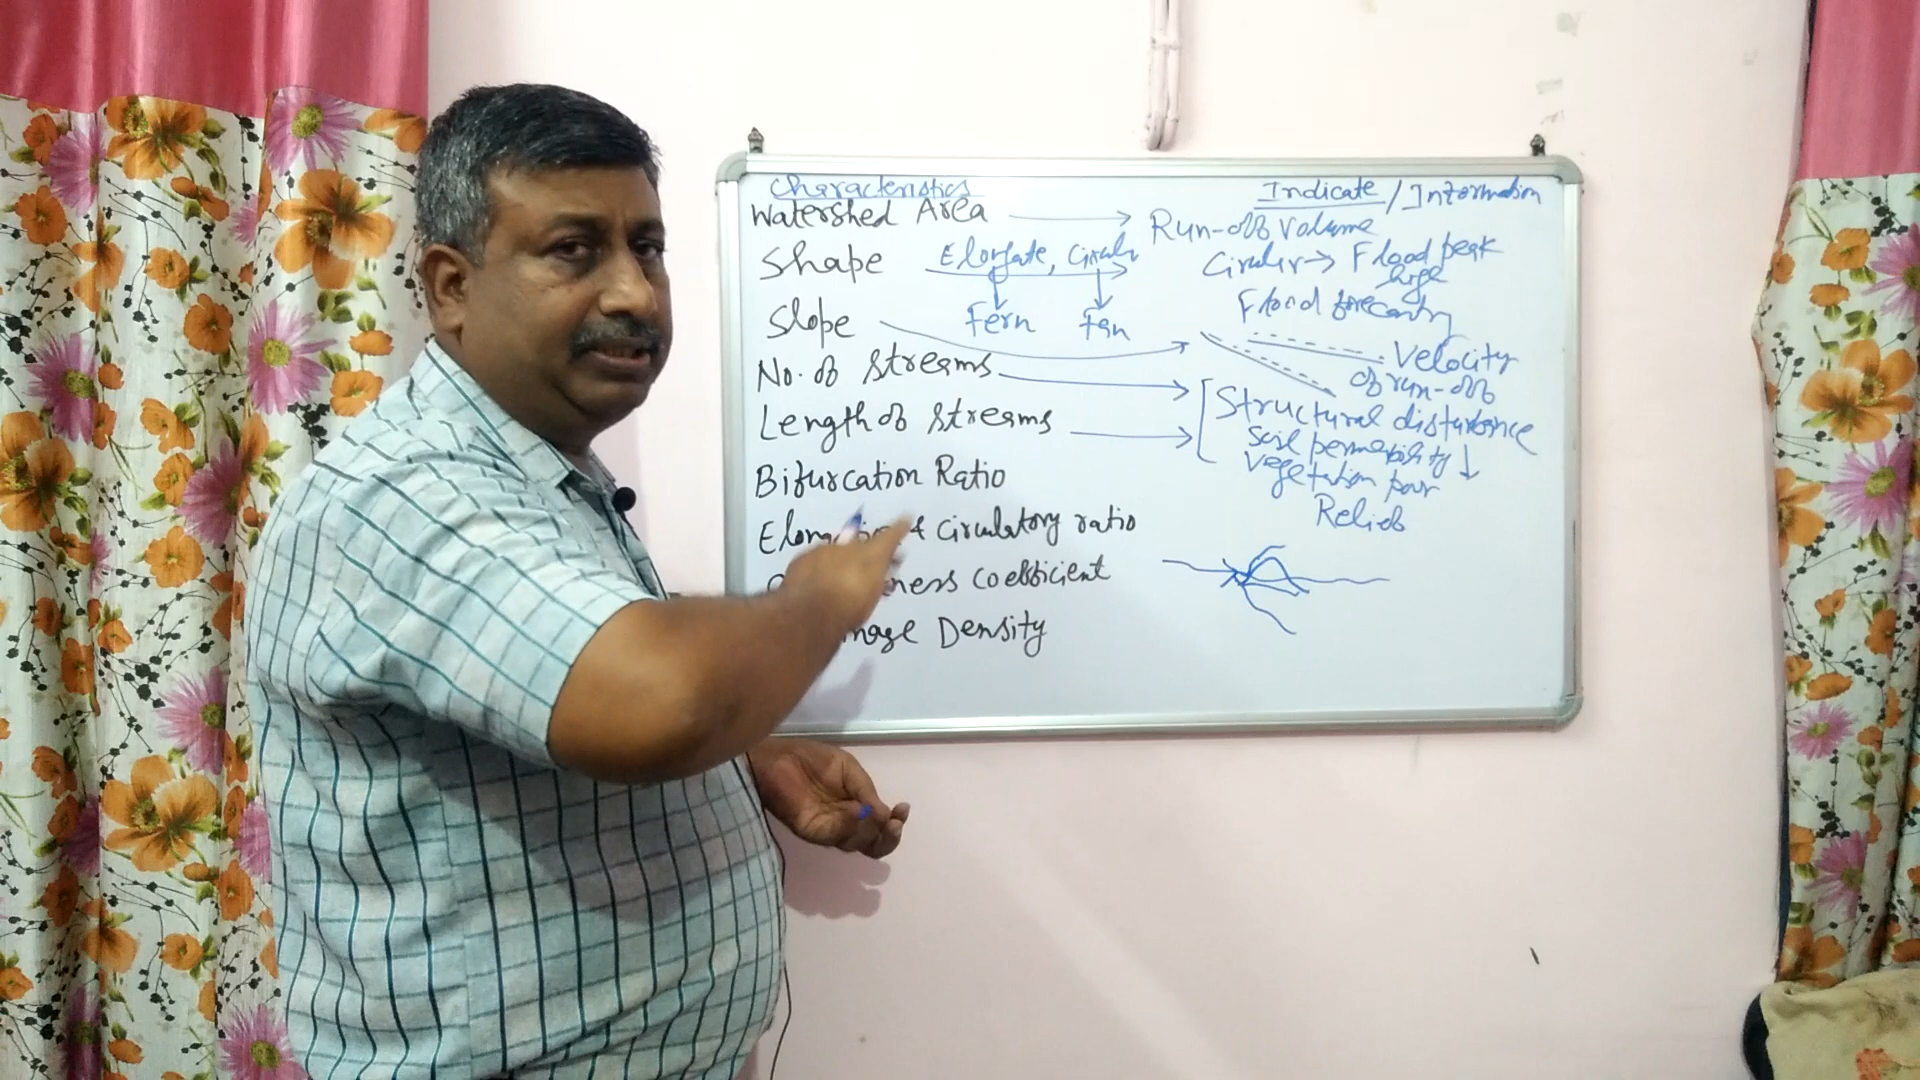 Characteristics
Indicate / Information
Watershed Area
Run-off Volume
Shape
Elongate, Circular
Circular → Flood peak
large
Fern
Fan
Flood forecasting
Slope
Velocity
of run-off
No. of Streams
Structural disturbance
Length of Streams
Soil permeability ↓
vegetation poor
Relief
Bifurcation Ratio
& Circulatory ratio
Coefficient
Density